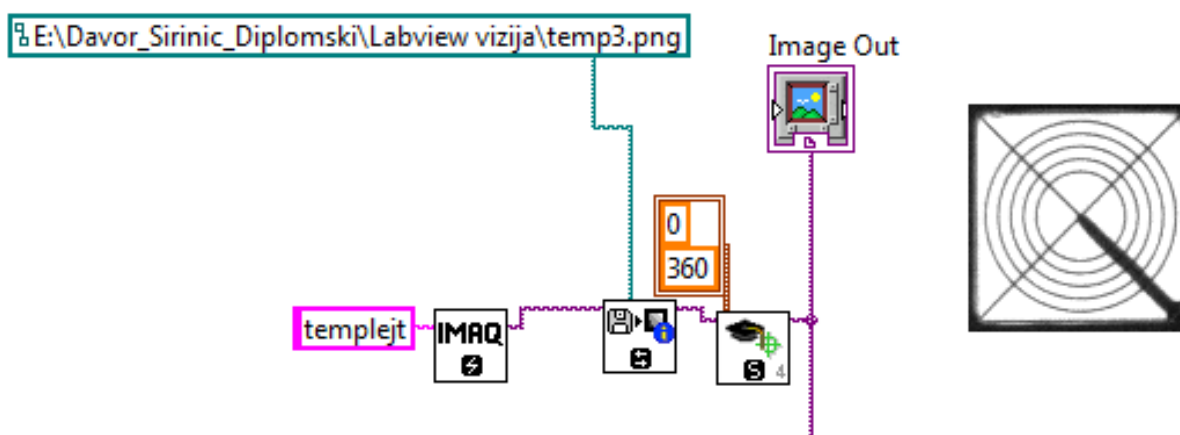 E:\Davor_Sirinic_Diplomski\Labview vizija\temp3.png
Image Out
0
360
templejt
IMAQ
i
S 4